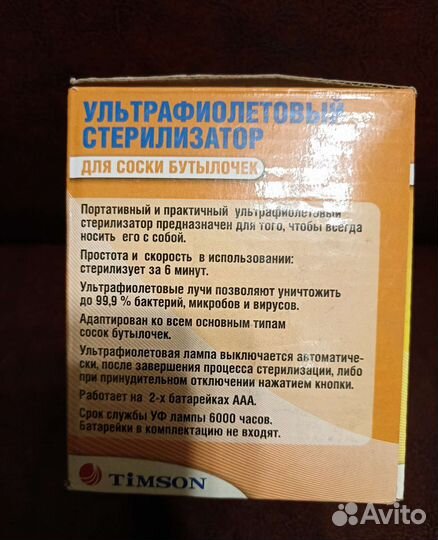 УЛЬТРАФИОЛЕТОВЫЙ
СТЕРИЛИЗАТОР
ДЛЯ СОСКИ БУТЫЛОЧЕК
Портативный и практичный ультрафиолетовый
стерилизатор предназначен для того, чтобы всегда
носить его с собой.
Простота и скорость в использовании:
стерилизует за 6 минут.
Ультрафиолетовые лучи позволяют уничтожить
до 99,9 % бактерий, микробов и вирусов.
Адаптирован ко всем основным типам
сосок бутылочек.
Ультрафиолетовая лампа выключается автоматиче-
ски, после завершения процесса стерилизации, либо
при принудительном отключении нажатием кнопки.
Работает на 2-х батарейках ААА.
Срок службы УФ лампы 6000 часов.
Батарейки в комплектацию не входят.
TiMSON
Avito